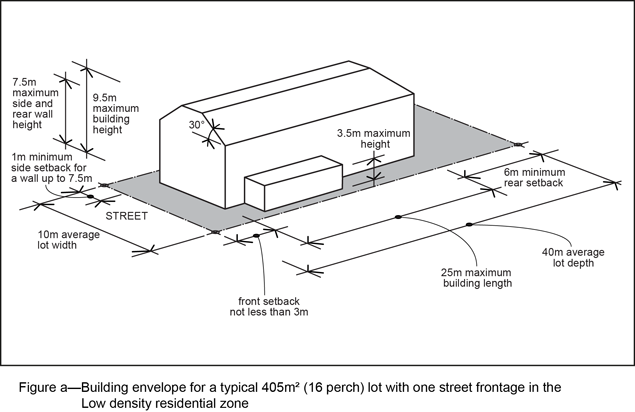 7.5m
maximum
side and
rear wall
height
9.5m
maximum
building
height
30°
3.5m maximum
height
1m minimum
side setback for
a wall up to 7.5m
6m minimum
rear setback
STREET
10m average
lot width
40m average
lot depth
25m maximum
building length
front setback
not less than 3m
Figure a—Building envelope for a typical 405m² (16 perch) lot with one street frontage in the
Low density residential zone